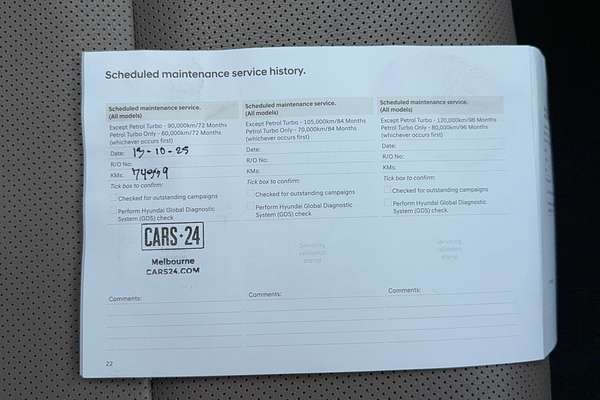 Scheduled maintenance service history.
Scheduled maintenance service.
(All models)
Except Petrol Turbo - 90,000km/72 Months
Petrol Turbo Only - 60,000km/72 Months
(whichever occurs first)
Date: 13-10-25
R/O No:
KMs:
Tick box to confirm:
Checked for outstanding campaigns
Perform Hyundai Global Diagnostic
System (GDS) check
CARS·24
Melbourne
CARS24.COM
Comments:
Scheduled maintenance service.
(All models)
Except Petrol Turbo - 105,000km/84 Months
Petrol Turbo Only - 70,000km/84 Months
(whichever occurs first)
Date:
R/O No:
KMs:
Tick box to confirm:
Checked for outstanding campaigns
Perform Hyundai Global Diagnostic
System (GDS) check
Servicing
stamp
Comments:
Scheduled maintenance service.
(All models)
Except Petrol Turbo - 120,000km/96 Months
Petrol Turbo Only - 80,000km/96 Months
(whichever occurs first)
Date:
R/O No:
KMs:
Tick box to confirm:
Checked for outstanding campaigns
Perform Hyundai Global Diagnostic
System (GDS) check
Servicing
stamp
Comments:
22